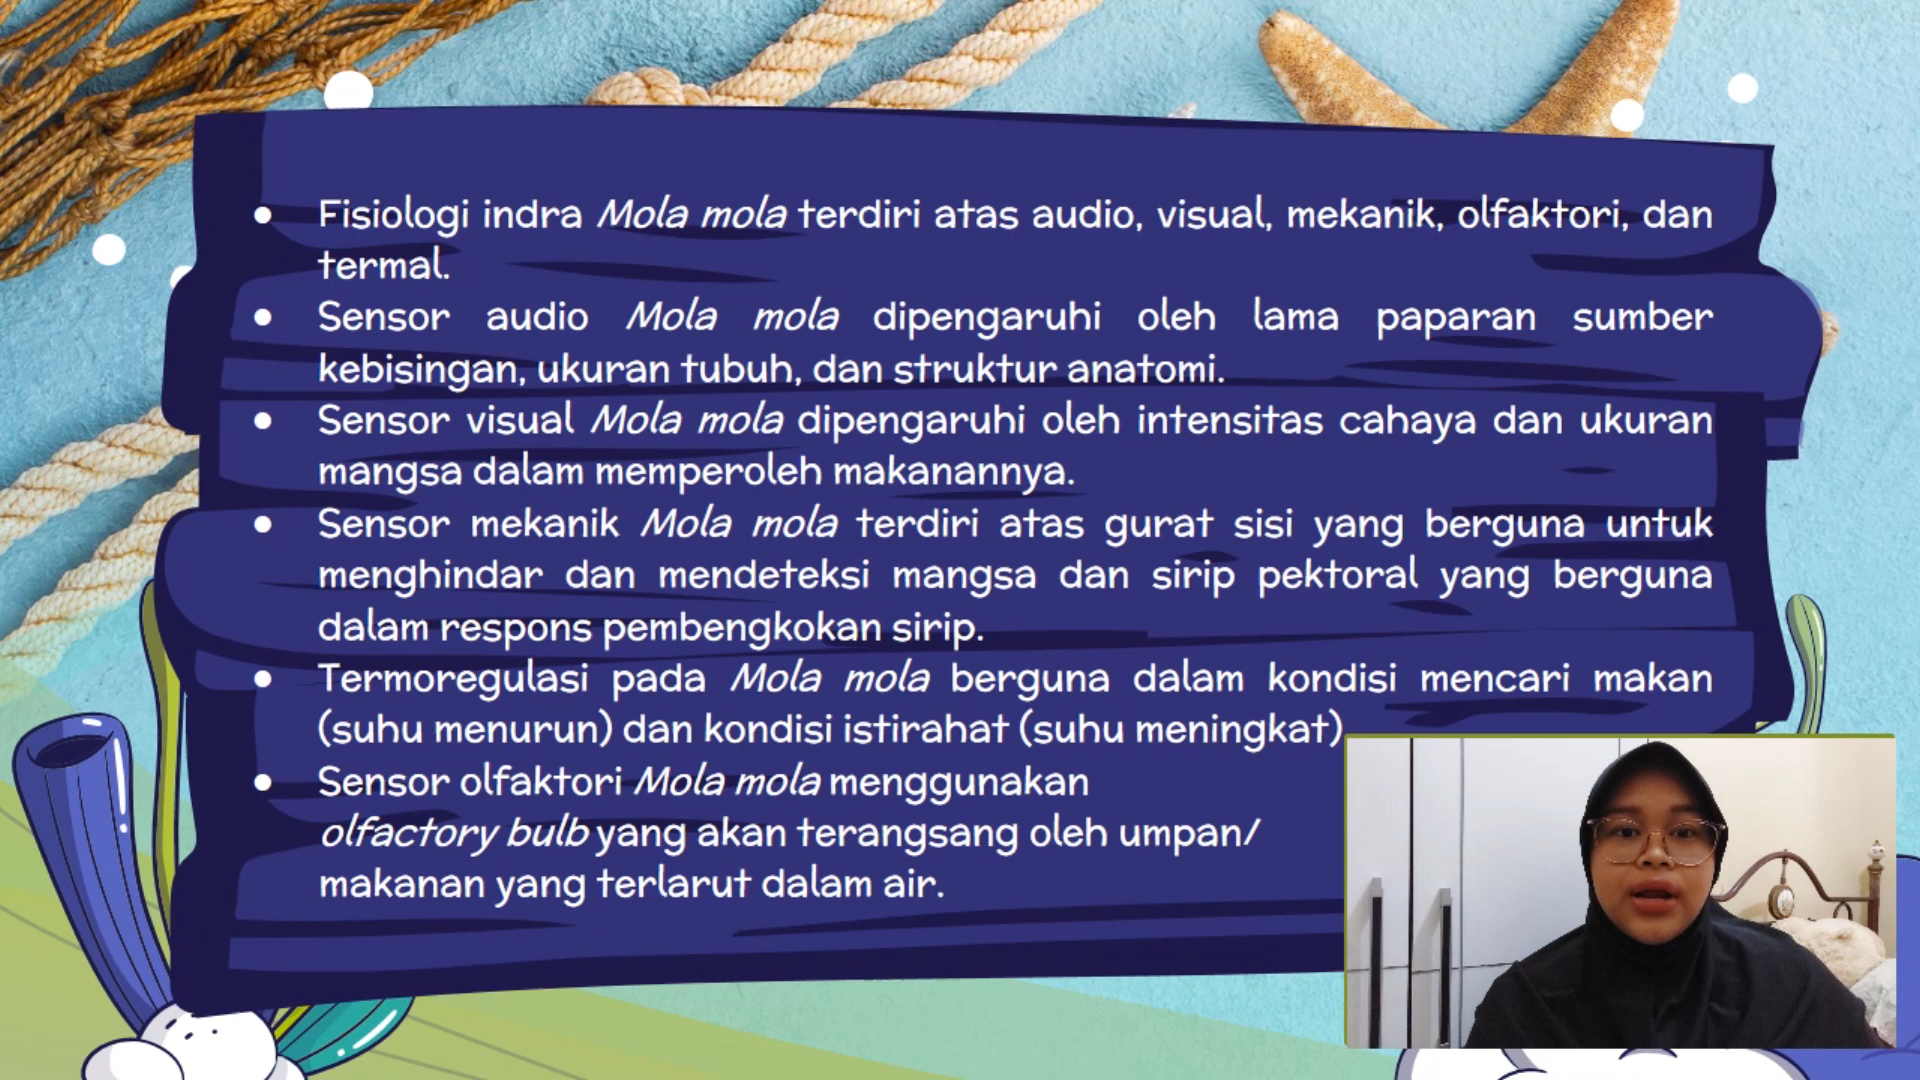 ● Fisiologi indra Mola mola terdiri atas audio, visual, mekanik, olfaktori, dan
termal.
● Sensor audio Mola mola dipengaruhi oleh lama paparan sumber
kebisingan, ukuran tubuh, dan struktur anatomi.
● Sensor visual Mola mola dipengaruhi oleh intensitas cahaya dan ukuran
mangsa dalam memperoleh makanannya.
● Sensor mekanik Mola mola terdiri atas gurat sisi yang berguna untuk
menghindar dan mendeteksi mangsa dan sirip pektoral yang berguna
dalam respons pembengkokan sirip.
● Termoregulasi pada Mola mola berguna dalam kondisi mencari makan
(suhu menurun) dan kondisi istirahat (suhu meningkat)
● Sensor olfaktori Mola mola menggunakan
olfactory bulb yang akan terangsang oleh umpan/
makanan yang terlarut dalam air.